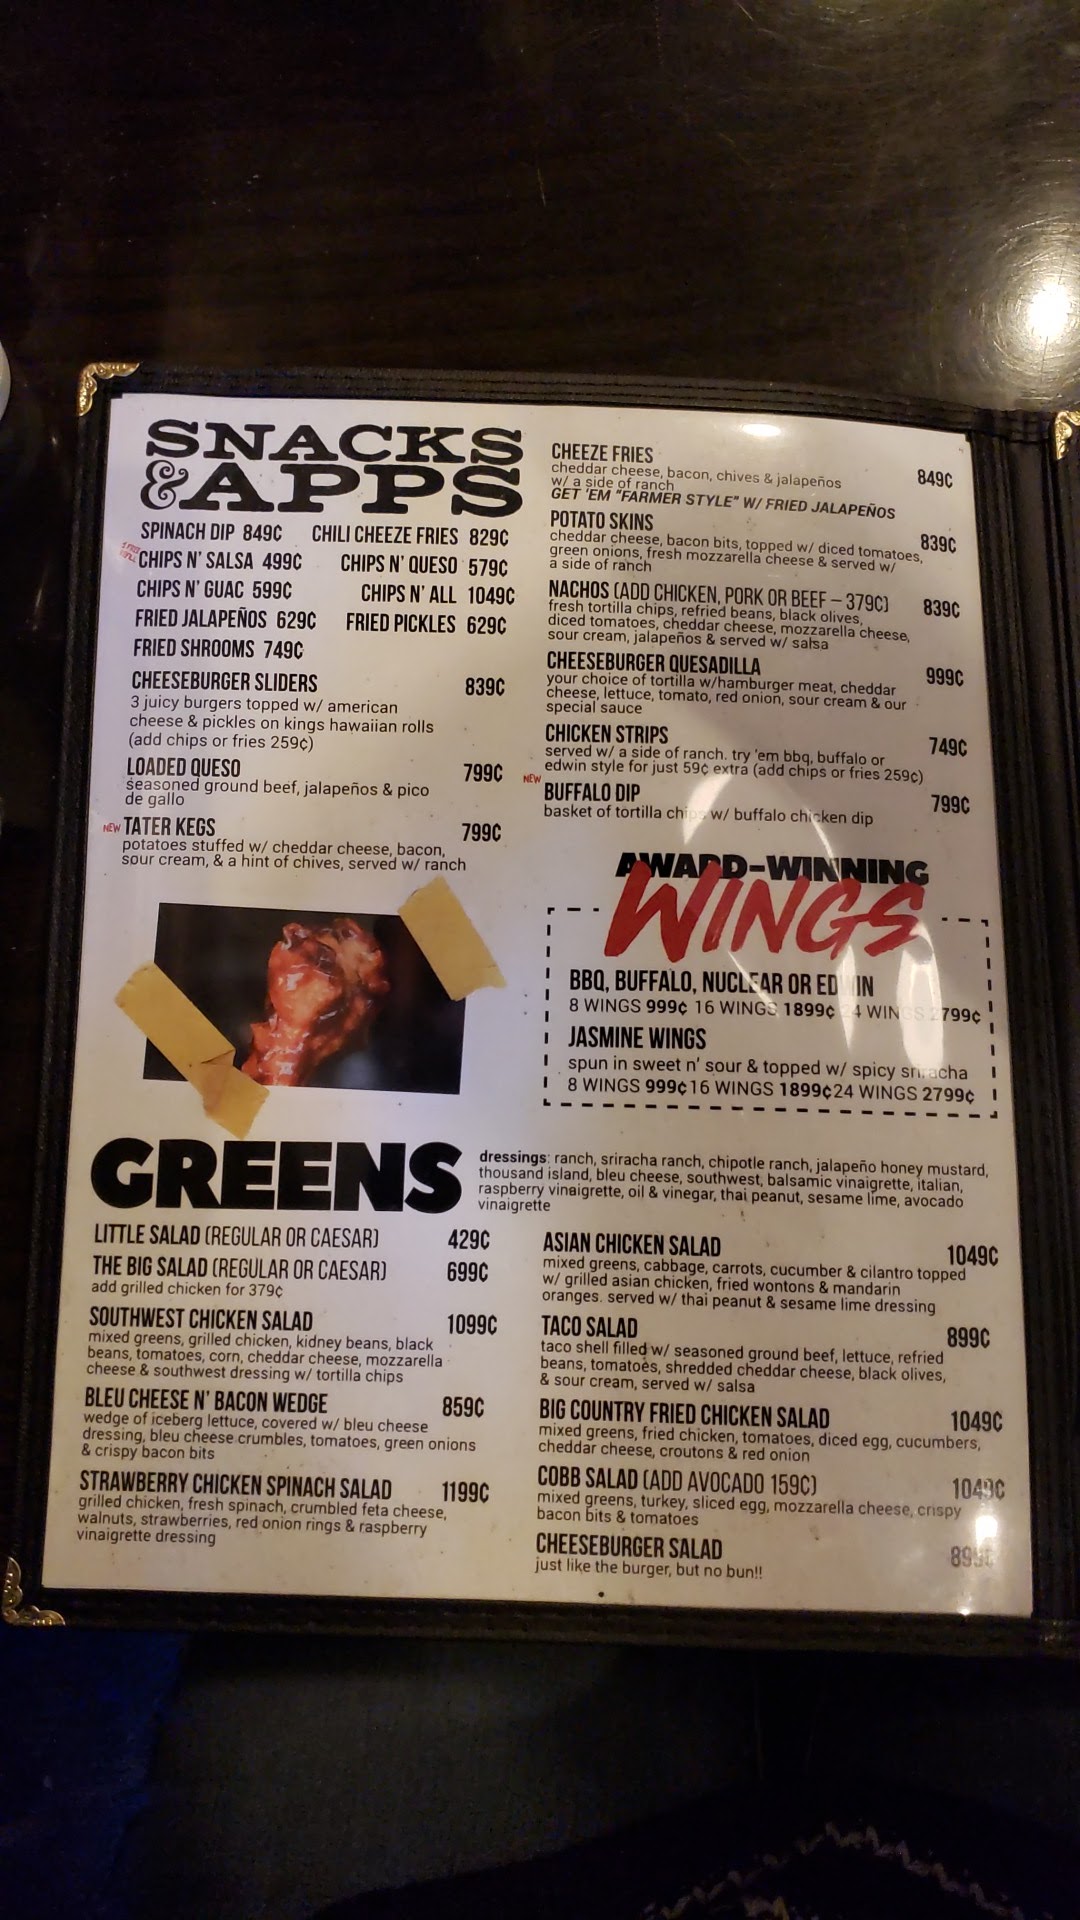 SNACKS
& APPS
SPINACH DIP 849¢ CHILI CHEEZE FRIES 829¢
CHIPS N' SALSA 499¢ CHIPS N' QUESO 579¢
CHIPS N' GUAC 599¢ CHIPS N' ALL 1049¢
FRIED JALAPEÑOS 629¢ FRIED PICKLES 629¢
FRIED SHROOMS 749¢
CHEESEBURGER SLIDERS 839¢
3 juicy burgers topped w/ american
cheese & pickles on kings hawaiian rolls
(add chips or fries 259¢)
LOADED QUESO 799¢
seasoned ground beef, jalapeños & pico
de gallo
NEW TATER KEGS 799¢
potatoes stuffed w/ cheddar cheese, bacon,
sour cream, & a hint of chives, served w/ ranch
CHEEZE FRIES 849¢
cheddar cheese, bacon, chives & jalapeños
w/ a side of ranch
GET 'EM "FARMER STYLE" W/ FRIED JALAPEÑOS
POTATO SKINS 839¢
cheddar cheese, bacon bits, topped w/ diced tomatoes,
green onions, fresh mozzarella cheese & served w/
a side of ranch
NACHOS (ADD CHICKEN, PORK OR BEEF – 379¢) 839¢
fresh tortilla chips, refried beans, black olives,
diced tomatoes, cheddar cheese, mozzarella cheese,
sour cream, jalapeños & served w/ salsa
CHEESEBURGER QUESADILLA 999¢
your choice of tortilla w/hamburger meat, cheddar
cheese, lettuce, tomato, red onion, sour cream & our
special sauce
CHICKEN STRIPS 749¢
served w/ a side of ranch. try 'em bbq, buffalo or
edwin style for just 59¢ extra (add chips or fries 259¢)
NEW BUFFALO DIP 799¢
basket of tortilla chips w/ buffalo chicken dip
AWARD-WINNING
WINGS
BBQ, BUFFALO, NUCLEAR OR EDWIN
8 WINGS 999¢ 16 WINGS 1899¢ 24 WINGS 2799¢
JASMINE WINGS
spun in sweet n' sour & topped w/ spicy sriracha
8 WINGS 999¢ 16 WINGS 1899¢ 24 WINGS 2799¢
GREENS
dressings: ranch, sriracha ranch, chipotle ranch, jalapeño honey mustard,
thousand island, bleu cheese, southwest, balsamic vinaigrette, italian,
raspberry vinaigrette, oil & vinegar, thai peanut, sesame lime, avocado
vinaigrette
LITTLE SALAD (REGULAR OR CAESAR) 429¢
THE BIG SALAD (REGULAR OR CAESAR) 699¢
add grilled chicken for 379¢
SOUTHWEST CHICKEN SALAD 1099¢
mixed greens, grilled chicken, kidney beans, black
beans, tomatoes, corn, cheddar cheese, mozzarella
cheese & southwest dressing w/ tortilla chips
BLEU CHEESE N' BACON WEDGE 859¢
wedge of iceberg lettuce, covered w/ bleu cheese
dressing, bleu cheese crumbles, tomatoes, green onions
& crispy bacon bits
STRAWBERRY CHICKEN SPINACH SALAD 1199¢
grilled chicken, fresh spinach, crumbled feta cheese,
walnuts, strawberries, red onion rings & raspberry
vinaigrette dressing
ASIAN CHICKEN SALAD 1049¢
mixed greens, cabbage, carrots, cucumber & cilantro topped
w/ grilled asian chicken, fried wontons & mandarin
oranges. served w/ thai peanut & sesame lime dressing
TACO SALAD 899¢
taco shell filled w/ seasoned ground beef, lettuce, refried
beans, tomatoes, shredded cheddar cheese, black olives,
& sour cream, served w/ salsa
BIG COUNTRY FRIED CHICKEN SALAD 1049¢
mixed greens, fried chicken, tomatoes, diced egg, cucumbers,
cheddar cheese, croutons & red onion
COBB SALAD (ADD AVOCADO 159¢) 1049¢
mixed greens, turkey, sliced egg, mozzarella cheese, crispy
bacon bits & tomatoes
CHEESEBURGER SALAD 899¢
just like the burger, but no bun!!